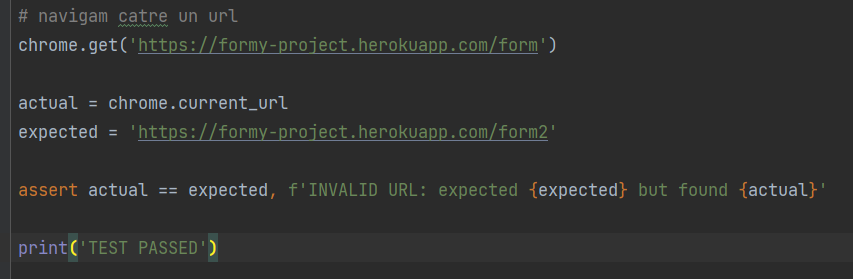 # navigam catre un url
chrome.get('https://formy-project.herokuapp.com/form')
actual = chrome.current_url
expected = 'https://formy-project.herokuapp.com/form2'
assert actual == expected, f'INVALID URL: expected {expected} but found {actual}'
print('TEST PASSED')